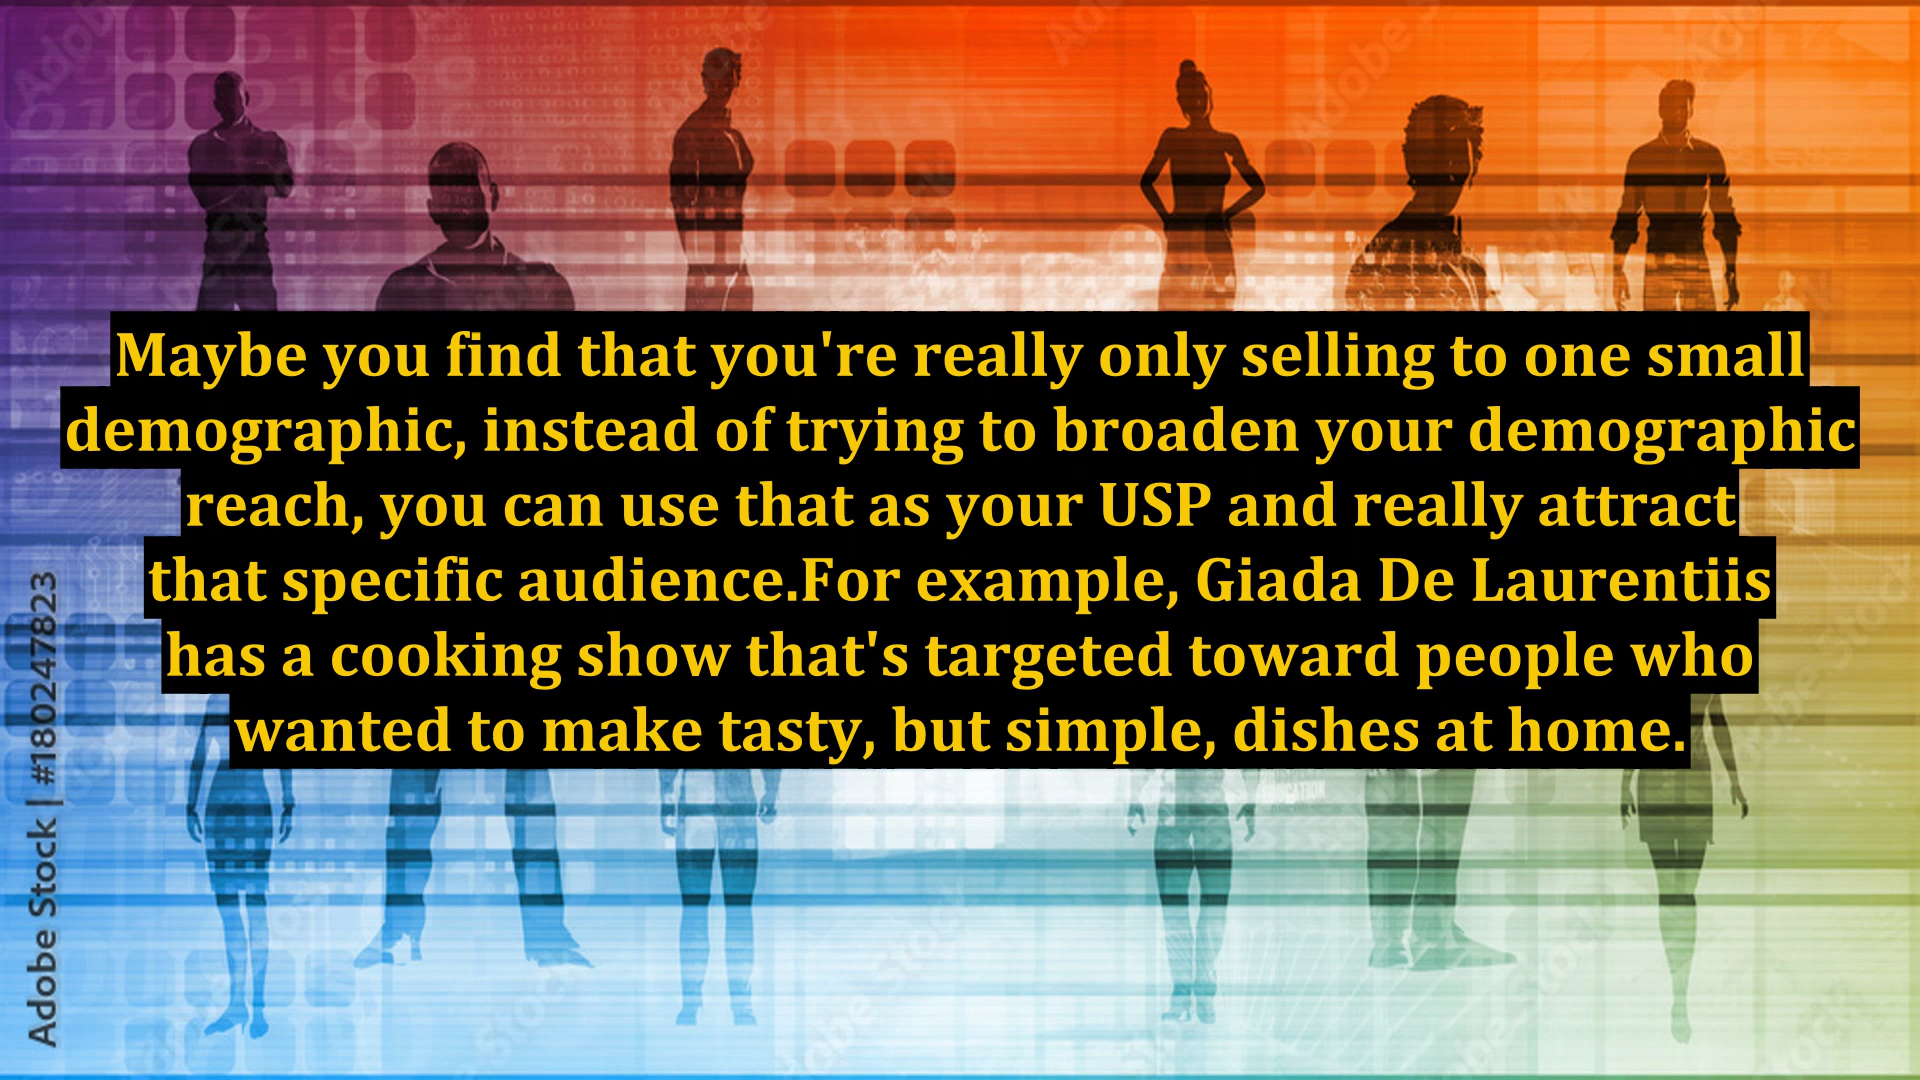 Maybe you find that you're really only selling to one small
demographic, instead of trying to broaden your demographic
reach, you can use that as your USP and really attract
that specific audience.For example, Giada De Laurentiis
has a cooking show that's targeted toward people who
wanted to make tasty, but simple, dishes at home.
Adobe Stock | #180247823